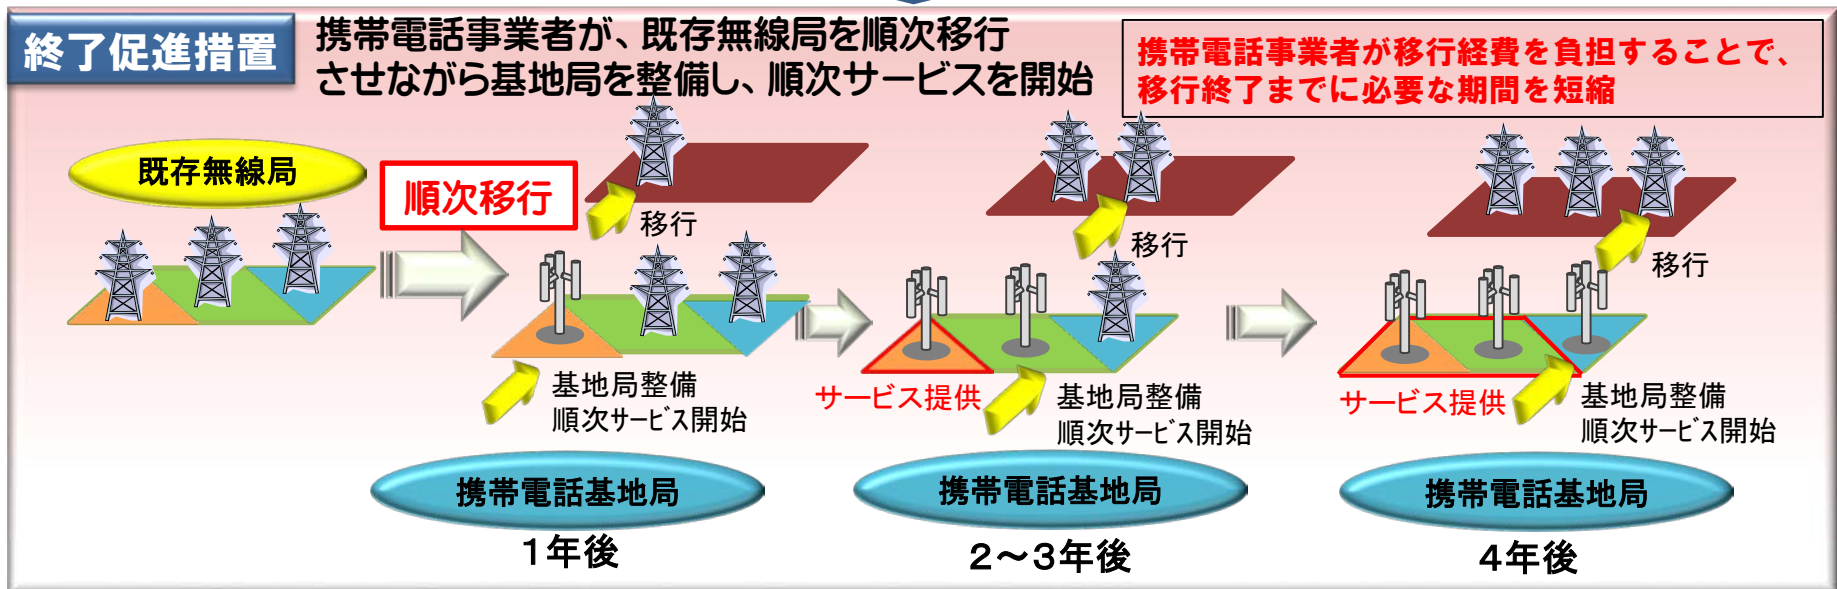 終了促進措置
携帯電話事業者が、既存無線局を順次移行
させながら基地局を整備し、順次サービスを開始
携帯電話事業者が移行経費を負担することで、
移行終了までに必要な期間を短縮
既存無線局
順次移行
移行
移行
移行
基地局整備
順次サービス開始
サービス提供
基地局整備
順次サービス開始
サービス提供
基地局整備
順次サービス開始
携帯電話基地局
携帯電話基地局
携帯電話基地局
1年後
2~3年後
4年後